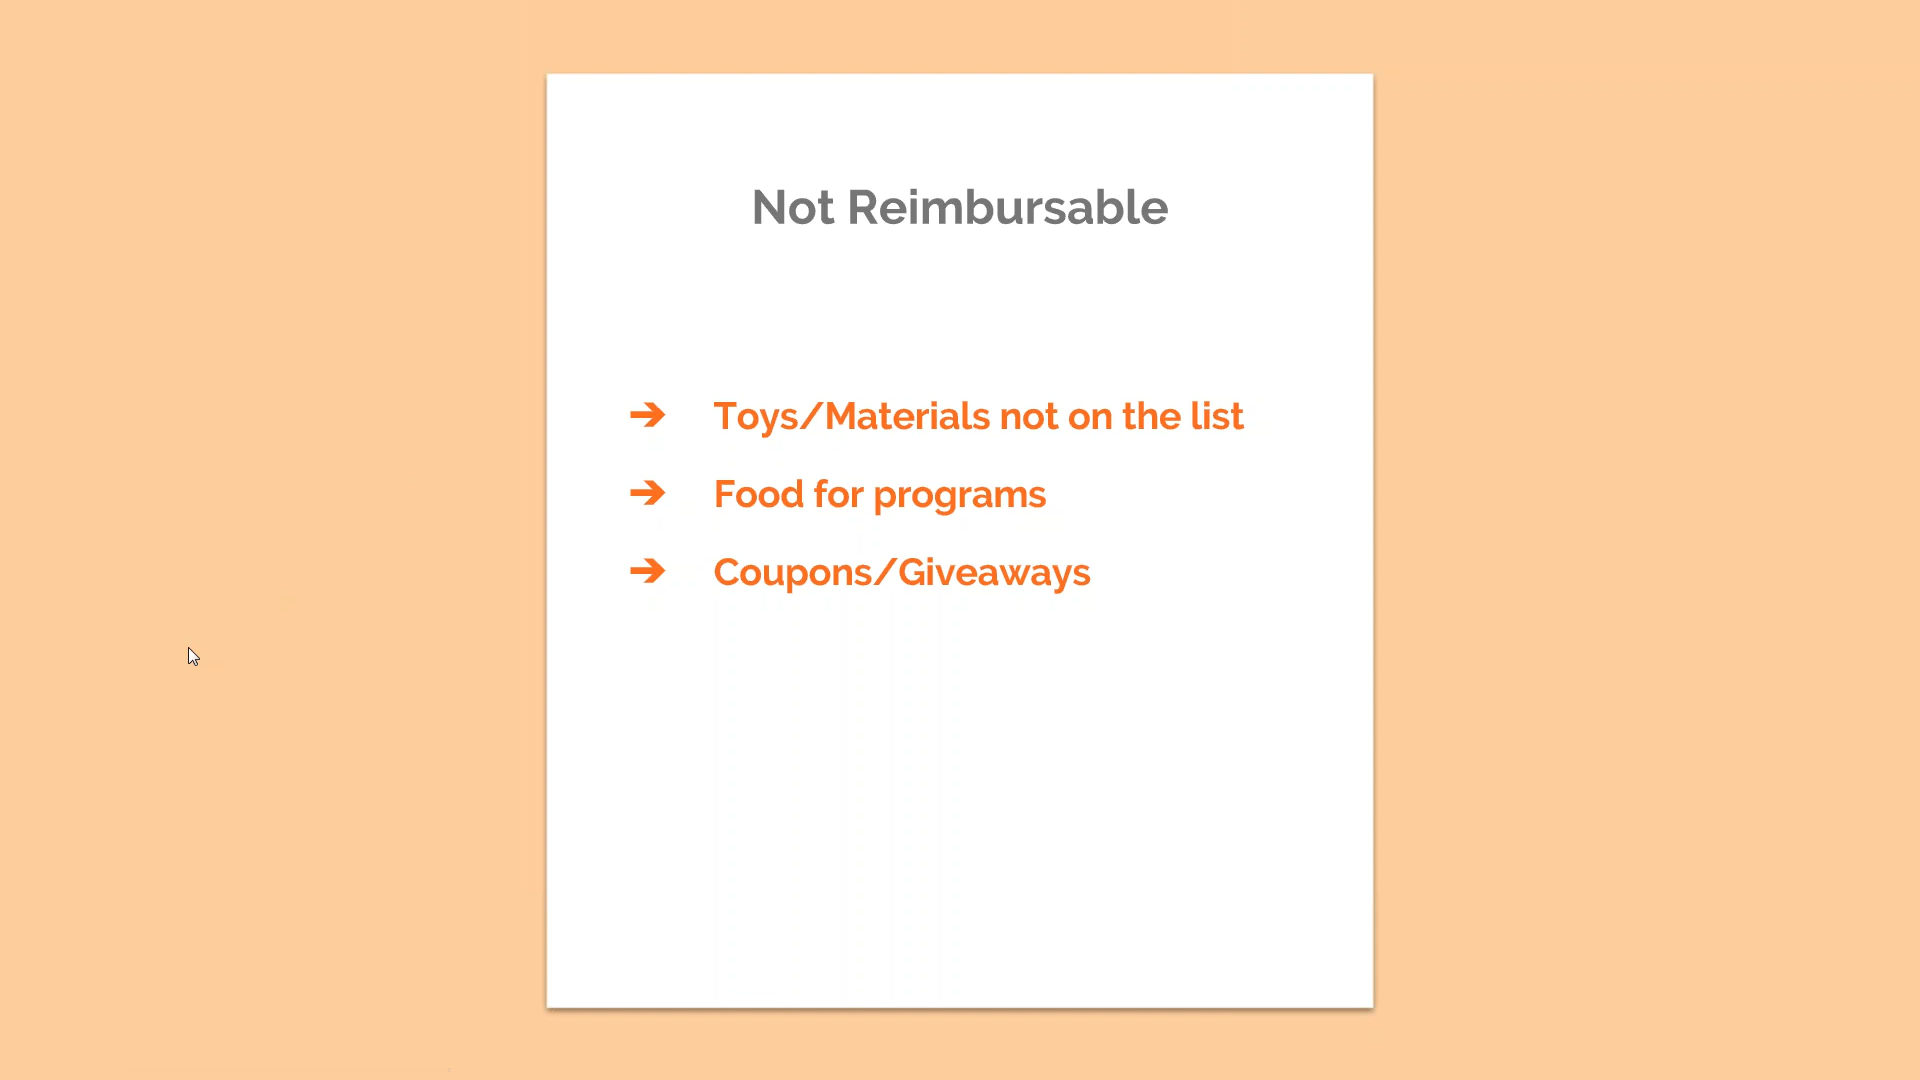 Not Reimbursable
➔ Toys/Materials not on the list
➔ Food for programs
➔ Coupons/Giveaways